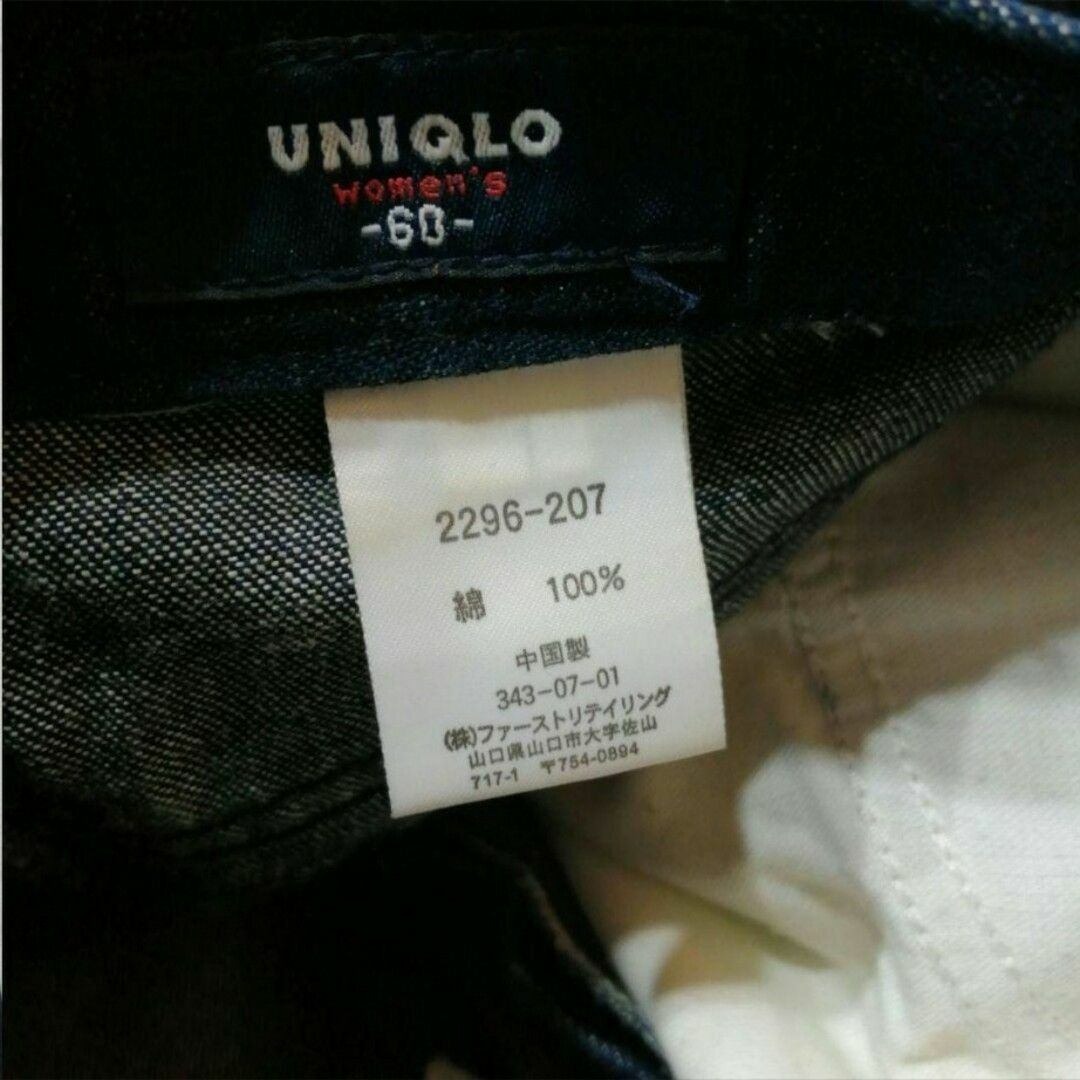 UNIQLO
women's
-60-
2296-207
綿 100%
中国製
343-07-01
(株)ファーストリテイリング
山口県山口市大字佐山
717-1 〒754-0894